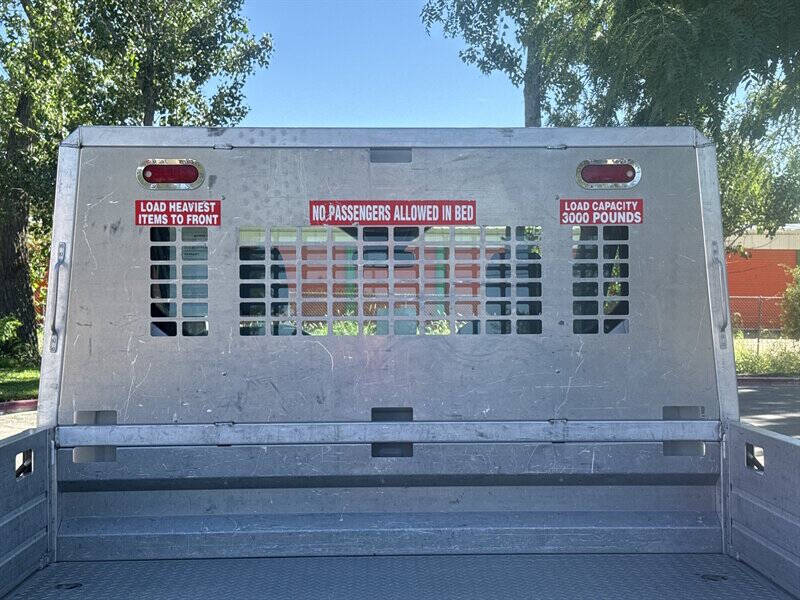 LOAD HEAVIEST
ITEMS TO FRONT
NO PASSENGERS ALLOWED IN BED
LOAD CAPACITY
3000 POUNDS